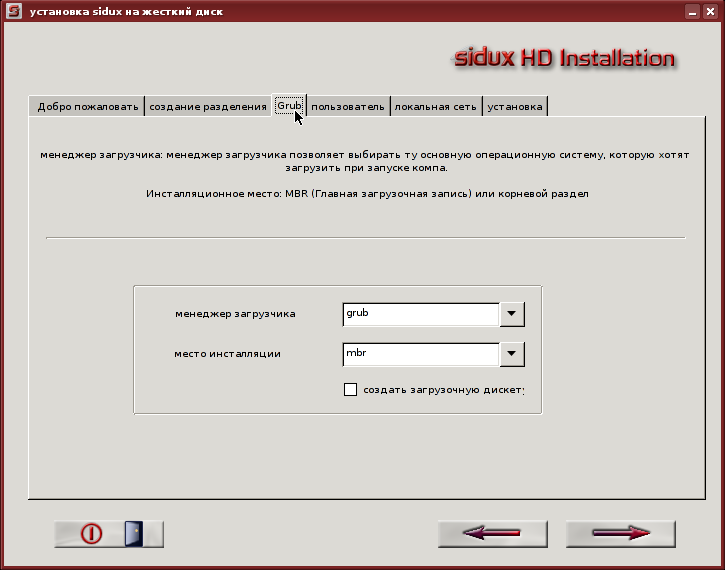 установка sidux на жесткий диск
sidux HD Installation
Добро пожаловать
создание разделения
Grub
пользователь
локальная сеть
установка
менеджер загрузчика: менеджер загрузчика позволяет выбирать ту основную операционную систему, которую хотят
загрузить при запуске компа.
Инсталляционое место: MBR (Главная загрузочная запись) или корневой раздел
менеджер загрузчика
grub
место инсталляции
mbr
создать загрузочную дискету